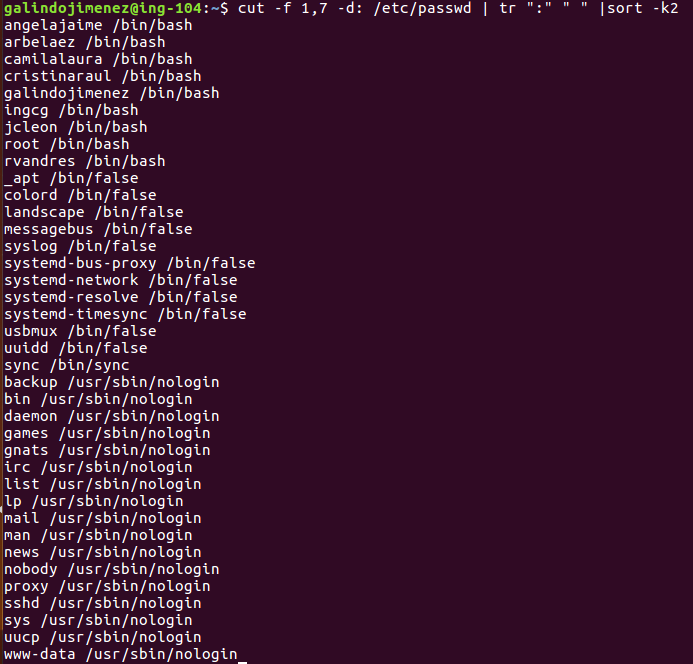 galindojimenez@ing-104:~$ cut -f 1,7 -d: /etc/passwd | tr ":" " " |sort -k2
angelajaime /bin/bash
arbelaez /bin/bash
camilalaura /bin/bash
cristinaraul /bin/bash
galindojimenez /bin/bash
ingcg /bin/bash
jcleon /bin/bash
root /bin/bash
rvandres /bin/bash
_apt /bin/false
colord /bin/false
landscape /bin/false
messagebus /bin/false
syslog /bin/false
systemd-bus-proxy /bin/false
systemd-network /bin/false
systemd-resolve /bin/false
systemd-timesync /bin/false
usbmux /bin/false
uuidd /bin/false
sync /bin/sync
backup /usr/sbin/nologin
bin /usr/sbin/nologin
daemon /usr/sbin/nologin
games /usr/sbin/nologin
gnats /usr/sbin/nologin
irc /usr/sbin/nologin
list /usr/sbin/nologin
lp /usr/sbin/nologin
mail /usr/sbin/nologin
man /usr/sbin/nologin
news /usr/sbin/nologin
nobody /usr/sbin/nologin
proxy /usr/sbin/nologin
sshd /usr/sbin/nologin
sys /usr/sbin/nologin
uucp /usr/sbin/nologin
www-data /usr/sbin/nologin